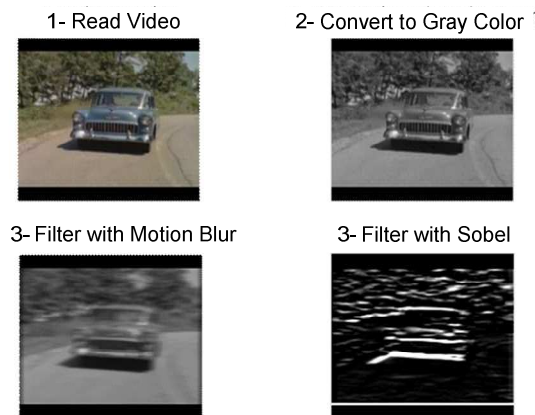 1- Read Video
2- Convert to Gray Color
3- Filter with Motion Blur
3- Filter with Sobel